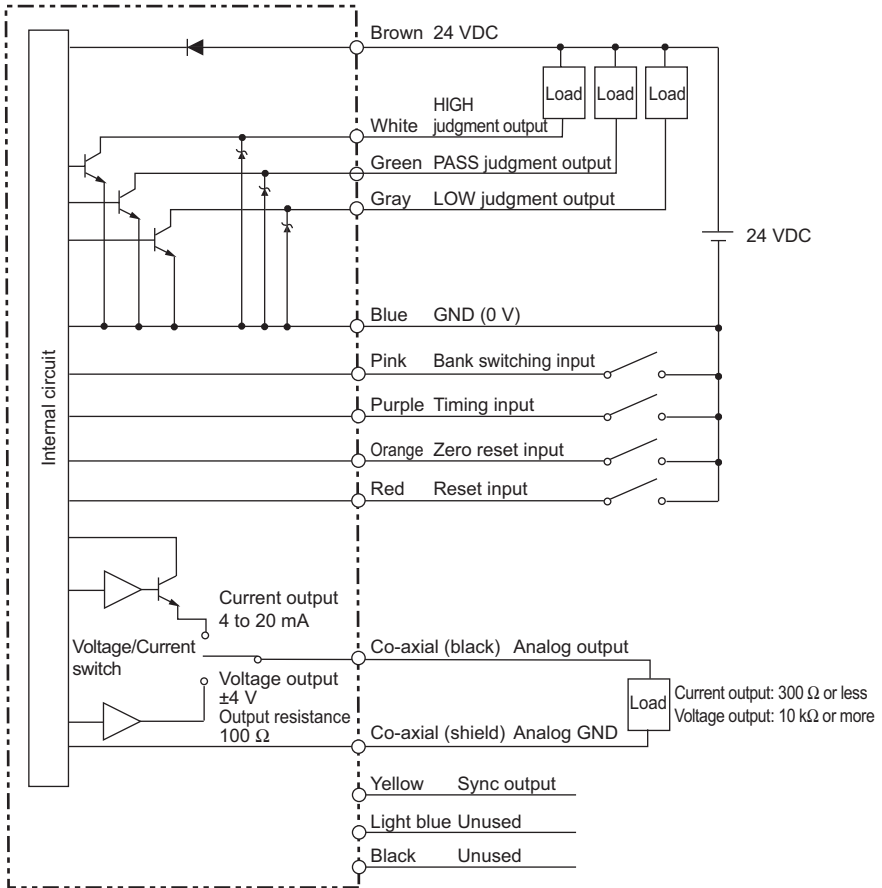 Brown 24 VDC
Load Load Load
HIGH
White judgment output
Green PASS judgment output
Gray LOW judgment output
24 VDC
Blue GND (0 V)
Pink Bank switching input
Internal circuit
Purple Timing input
Orange Zero reset input
Red Reset input
Current output
4 to 20 mA
Voltage/Current
switch
Co-axial (black) Analog output
Voltage output
±4 V
Output resistance
100 Ω
Load
Current output: 300 Ω or less
Voltage output: 10 kΩ or more
Co-axial (shield) Analog GND
Yellow Sync output
Light blue Unused
Black Unused